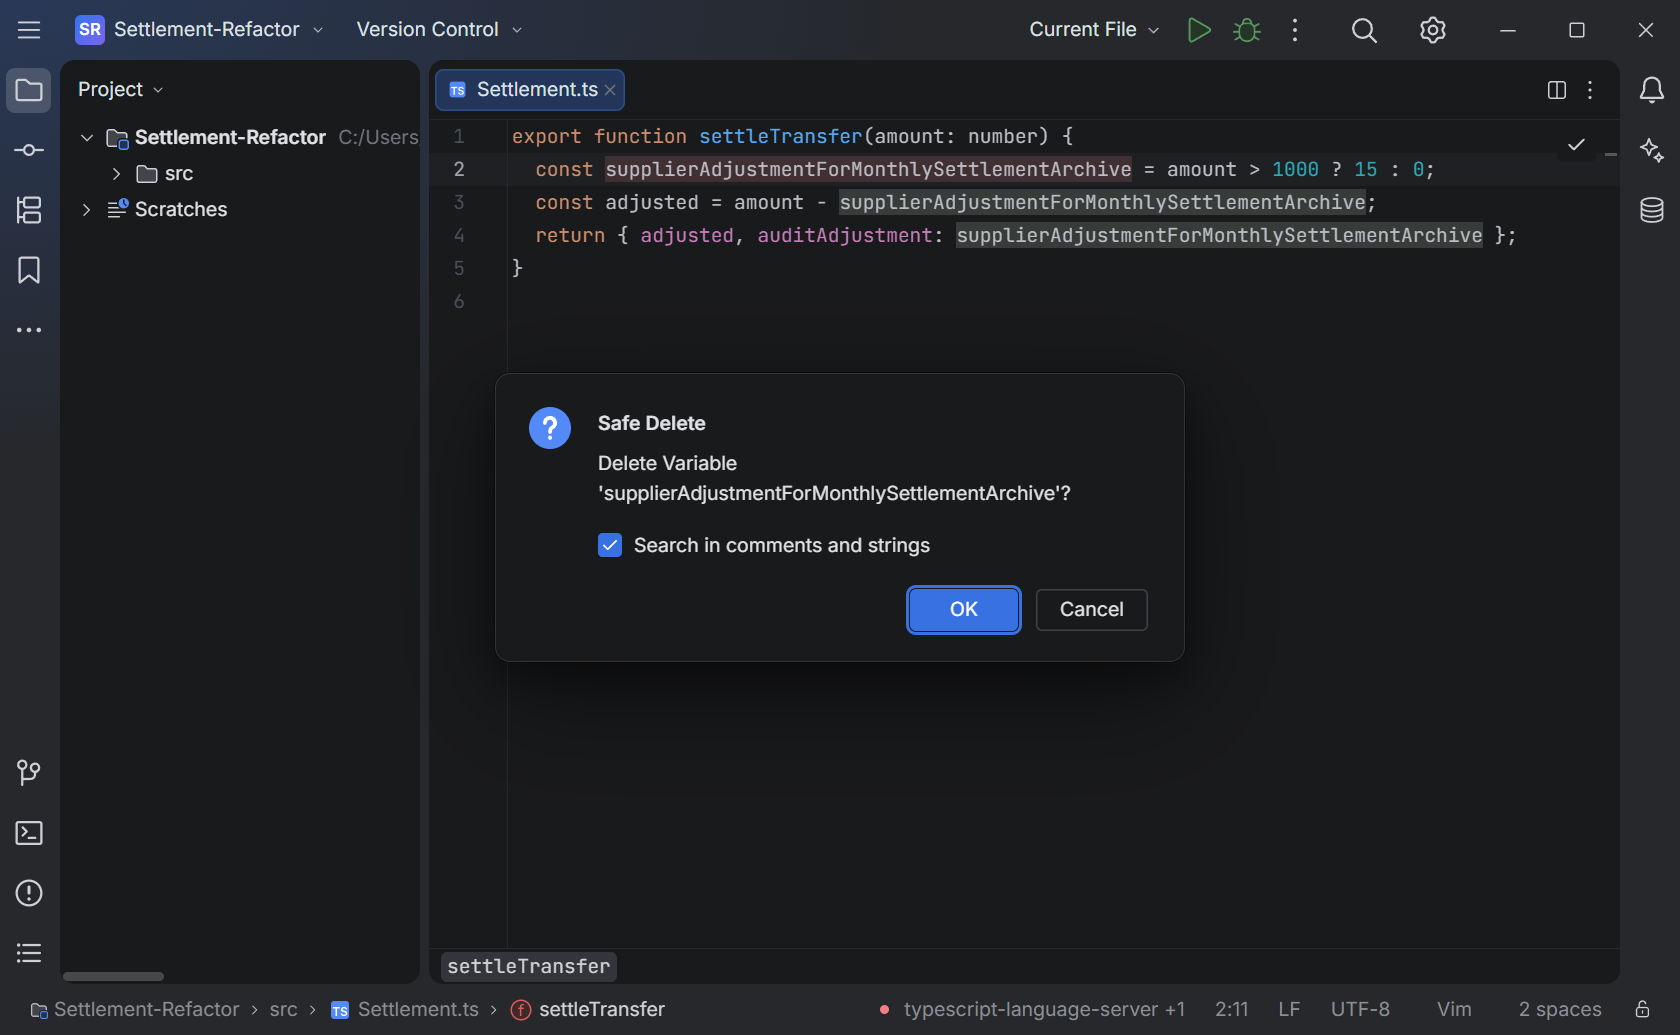 SR Settlement-Refactor Version Control Current File
Project
TS Settlement.ts
Settlement-Refactor C:/Users
src
Scratches
1 export function settleTransfer(amount: number) {
2 const supplierAdjustmentForMonthlySettlementArchive = amount > 1000 ? 15 : 0;
3 const adjusted = amount - supplierAdjustmentForMonthlySettlementArchive;
4 return { adjusted, auditAdjustment: supplierAdjustmentForMonthlySettlementArchive };
5 }
6
Safe Delete
Delete Variable
'supplierAdjustmentForMonthlySettlementArchive'?
Search in comments and strings
OK Cancel
settleTransfer
Settlement-Refactor > src > TS Settlement.ts > f settleTransfer typescript-language-server +1 2:11 LF UTF-8 Vim 2 spaces